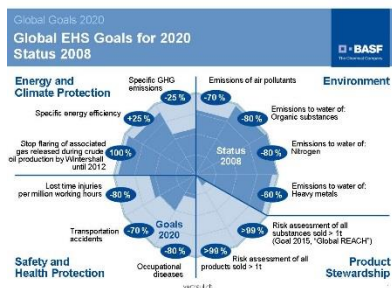 Global Goals 2020
Global EHS Goals for 2020
Status 2008
BASF
The Chemical Company
Energy and
Climate Protection
Specific GHG
emissions
-25 %
Emissions of air pollutants
-70 %
Environment
Specific energy efficiency
+25 %
-80 %
Emissions to water of:
Organic substances
Stop flaring of associated
gas released during crude
oil production by Wintershall
until 2012
100 %
Status
2008
-80 %
Emissions to water of:
Nitrogen
Lost time injuries
per million working hours
-80 %
-60 %
Emissions to water of:
Heavy metals
Transportation
accidents
-70 %
Goals
2020
>99 %
Risk assessment of all
substances sold > 1t
(Goal 2015, "Global REACH")
-80 %
Occupational
diseases
>99 %
Risk assessment of all
products sold > 1t
Safety and
Health Protection
Product
Stewardship